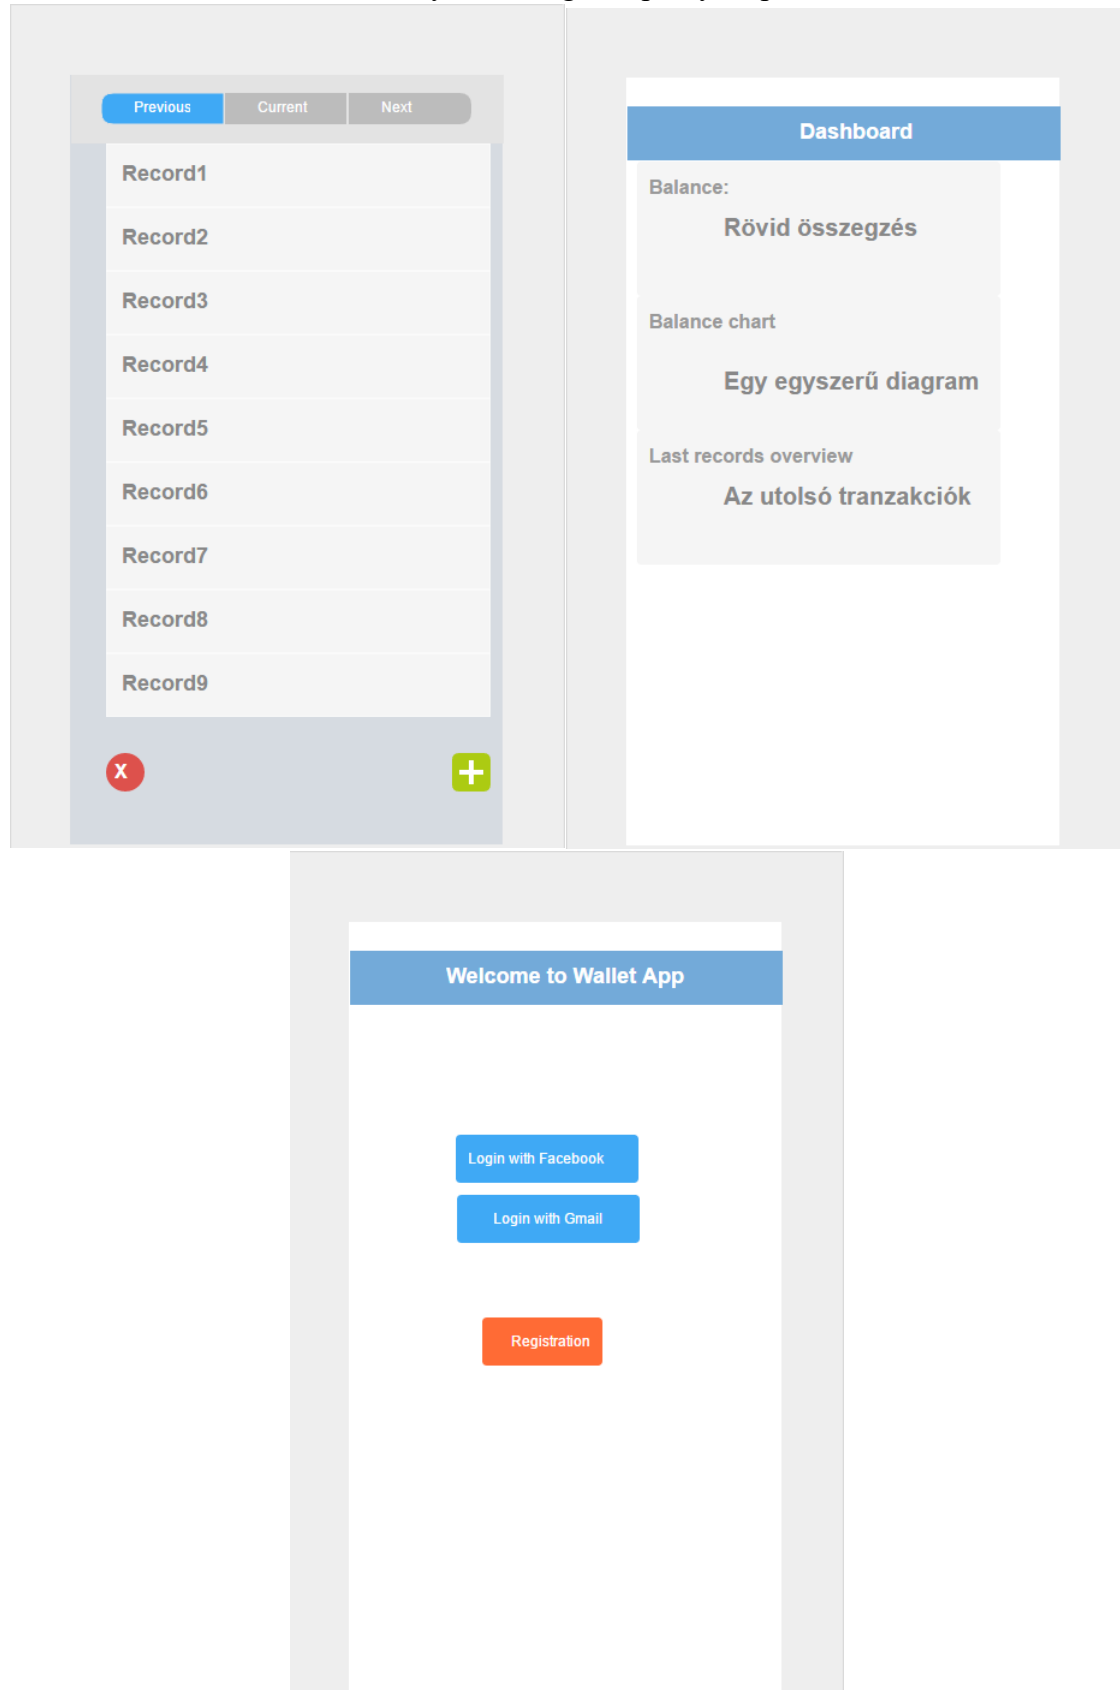 Previous Current Next
Record1
Record2
Record3
Record4
Record5
Record6
Record7
Record8
Record9
X
Dashboard
Balance:
Rövid összegzés
Balance chart
Egy egyszerű diagram
Last records overview
Az utolsó tranzakciók
Welcome to Wallet App
Login with Facebook
Login with Gmail
Registration